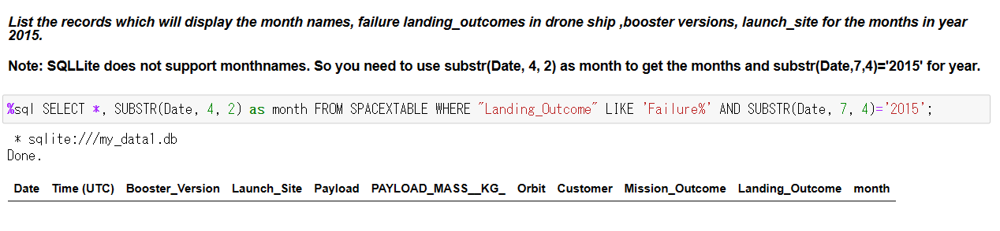 List the records which will display the month names, failure landing_outcomes in drone ship ,booster versions, launch_site for the months in year
2015.
Note: SQLLite does not support monthnames. So you need to use substr(Date, 4, 2) as month to get the months and substr(Date,7,4)='2015' for year.
%sql SELECT *, SUBSTR(Date, 4, 2) as month FROM SPACEXTABLE WHERE "Landing_Outcome" LIKE 'Failure%' AND SUBSTR(Date, 7, 4)='2015';
* sqlite:///my_data1.db
Done.
Date Time (UTC) Booster_Version Launch_Site Payload PAYLOAD_MASS__KG_ Orbit Customer Mission_Outcome Landing_Outcome month